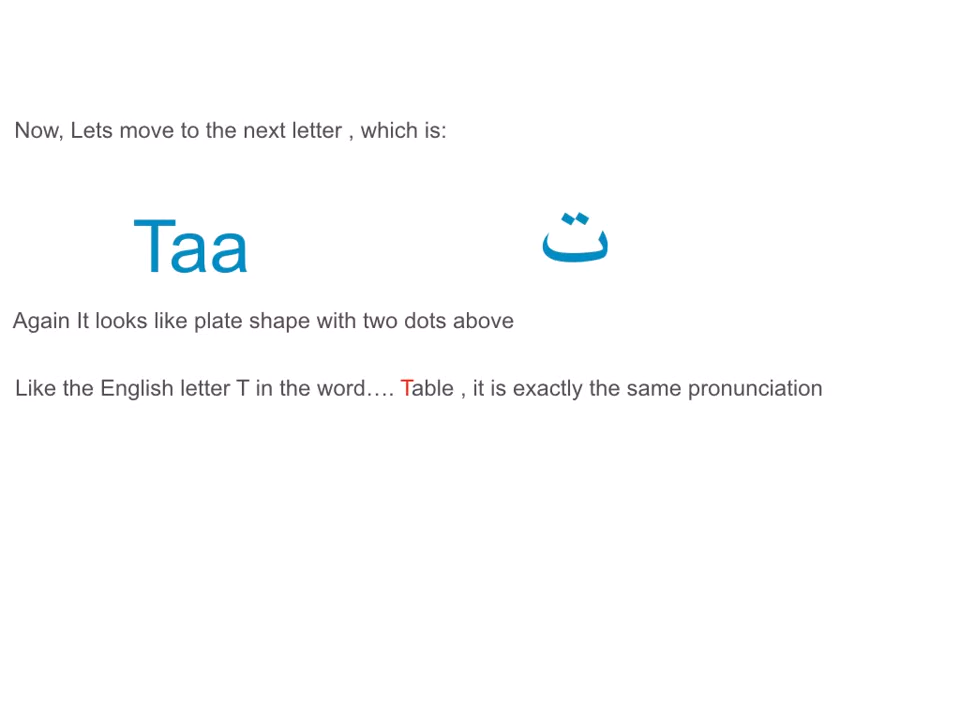 Now, Lets move to the next letter , which is:
Taa ت
Again It looks like plate shape with two dots above
Like the English letter T in the word…. Table , it is exactly the same pronunciation